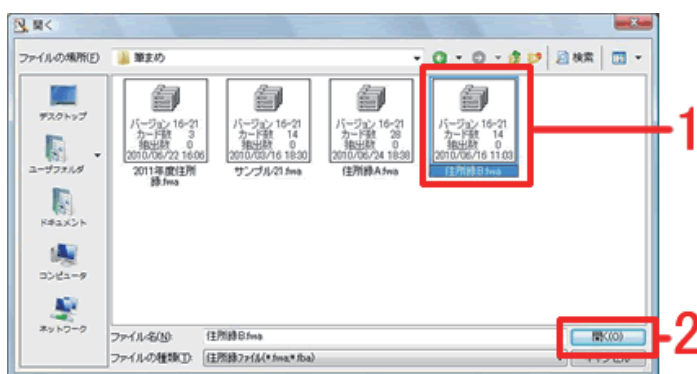 開く
ファイルの場所(F)
筆まめ
検索
デスクトップ
ユーザフォルダ
ドキュメント
コンピュータ
ネットワーク
バージョン 16-21
カード数 3
抽出数 0
2010/06/22 16:06
2011年度住所
録.fwa
バージョン 16-21
カード数 14
抽出数 0
2010/03/16 18:30
サンプル21.fwa
バージョン 16-21
カード数 28
抽出数 0
2010/06/24 18:38
住所録A.fwa
バージョン 16-21
カード数 14
抽出数 0
2010/06/16 11:03
住所録B.fwa
1
ファイル名(N):
住所録B.fwa
開く(O)
2
ファイルの種類(T):
住所録ファイル(*.fwa;*.fba)
キャンセル